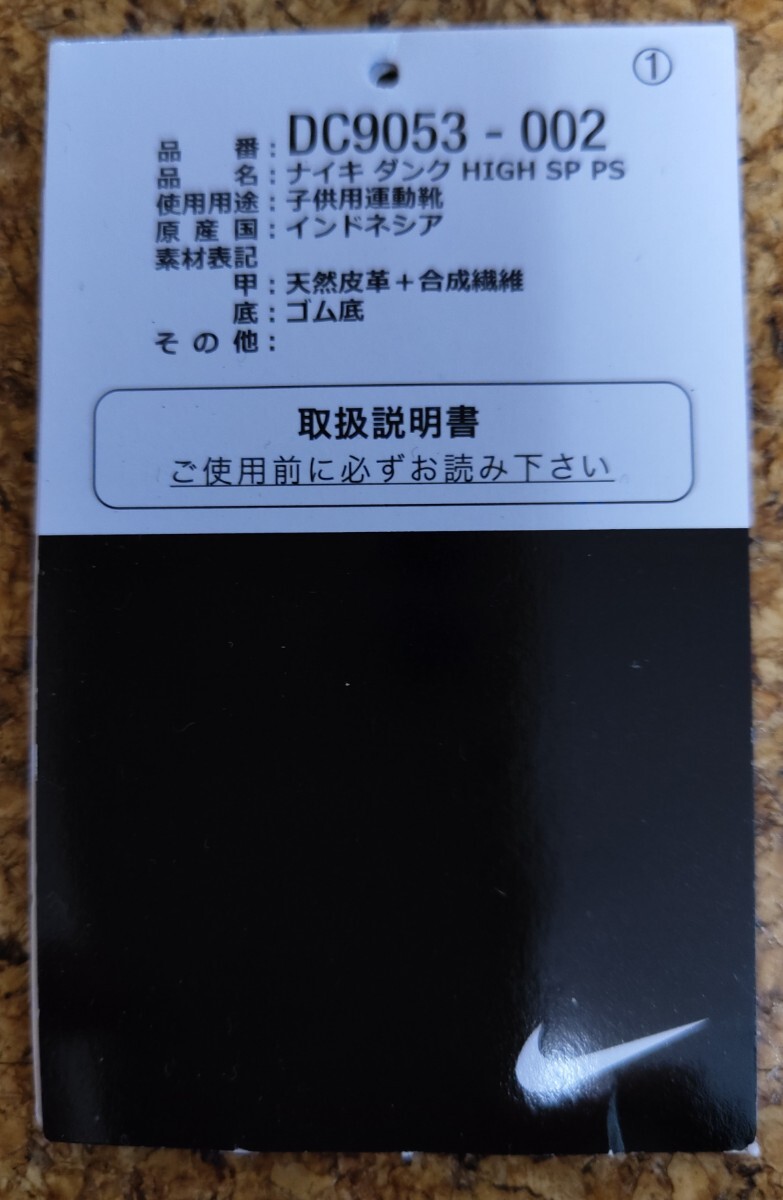 ①
品番：DC9053 - 002
品名：ナイキ ダンク HIGH SP PS
使用用途：子供用運動靴
原産国：インドネシア
素材表記
甲：天然皮革＋合成繊維
底：ゴム底
その他：
取扱説明書
ご使用前に必ずお読み下さい